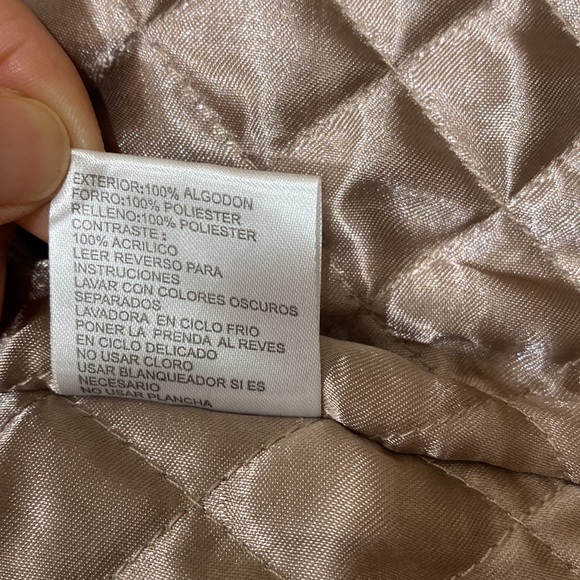 EXTERIOR:100% ALGODON
FORRO:100% POLIESTER
RELLENO:100% POLIESTER
CONTRASTE :
100% ACRILICO
LEER REVERSO PARA
INSTRUCIONES
LAVAR CON COLORES OSCUROS
SEPARADOS
LAVADORA EN CICLO FRIO
PONER LA PRENDA AL REVES
EN CICLO DELICADO
NO USAR CLORO
USAR BLANQUEADOR SI ES
NECESARIO
NO USAR PLANCHA